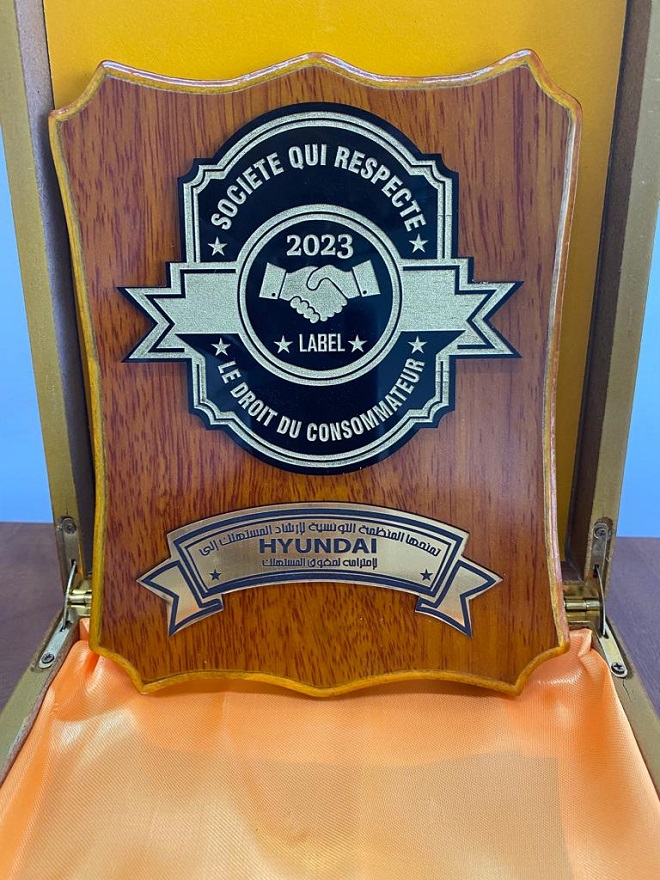 SOCIETE QUI RESPECTE
2023
LABEL
LE DROIT DU CONSOMMATEUR
تمنحها المنظمة التونسية لإرشاد المستهلك إلى
HYUNDAI
لإحترامه لحقوق المستهلك